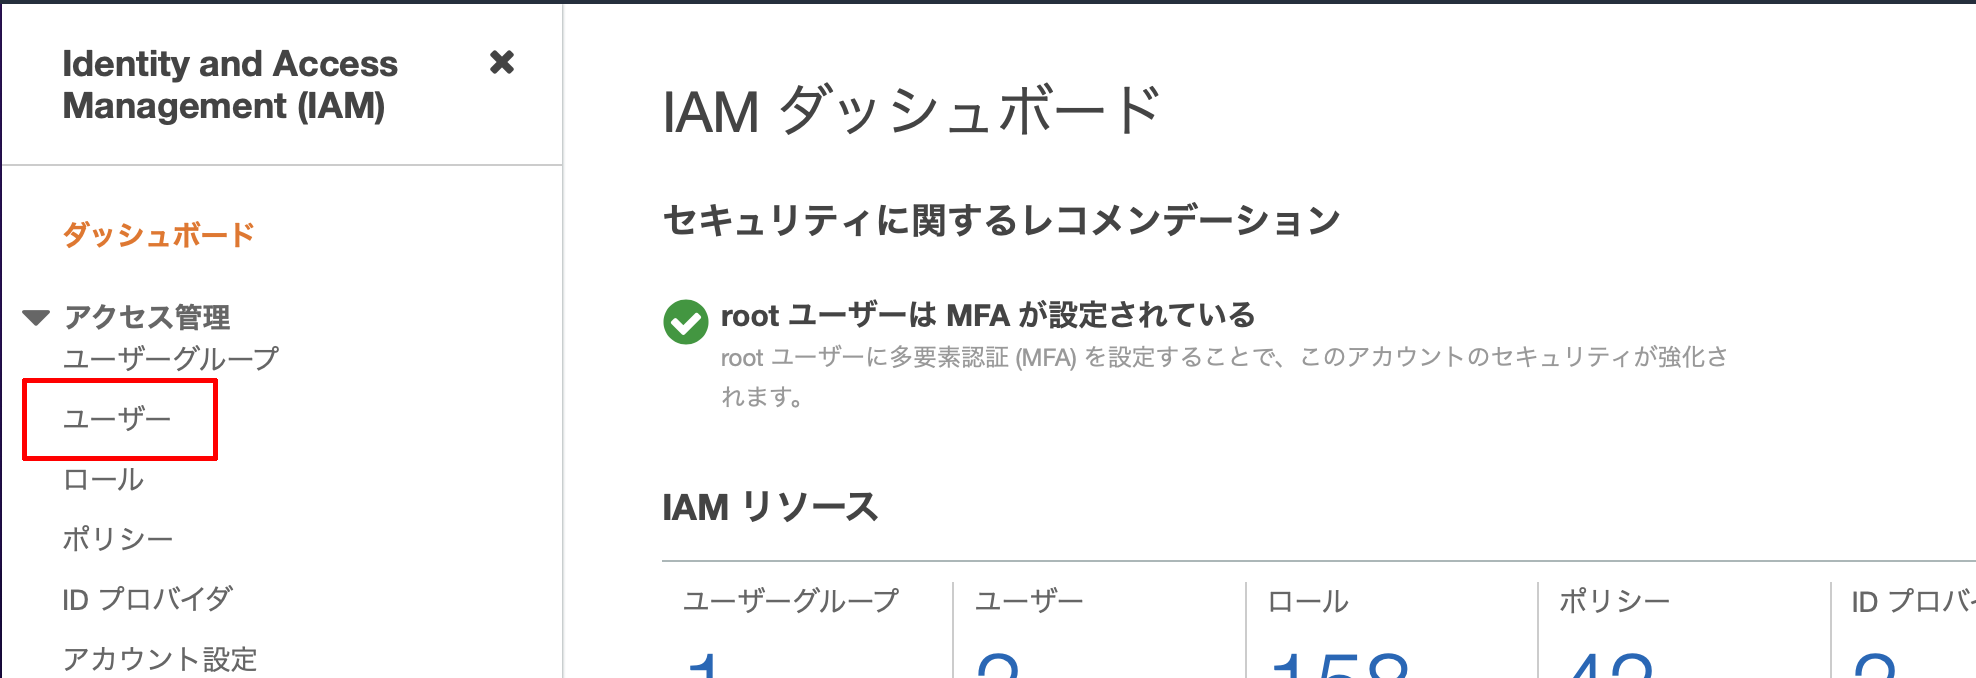 Identity and Access
Management (IAM)
ダッシュボード
アクセス管理
ユーザーグループ
ユーザー
ロール
ポリシー
ID プロバイダ
アカウント設定
IAM ダッシュボード
セキュリティに関するレコメンデーション
root ユーザーは MFA が設定されている
root ユーザーに多要素認証 (MFA) を設定することで、このアカウントのセキュリティが強化さ
れます。
IAM リソース
ユーザーグループ
ユーザー
ロール
ポリシー
ID プロバ
1